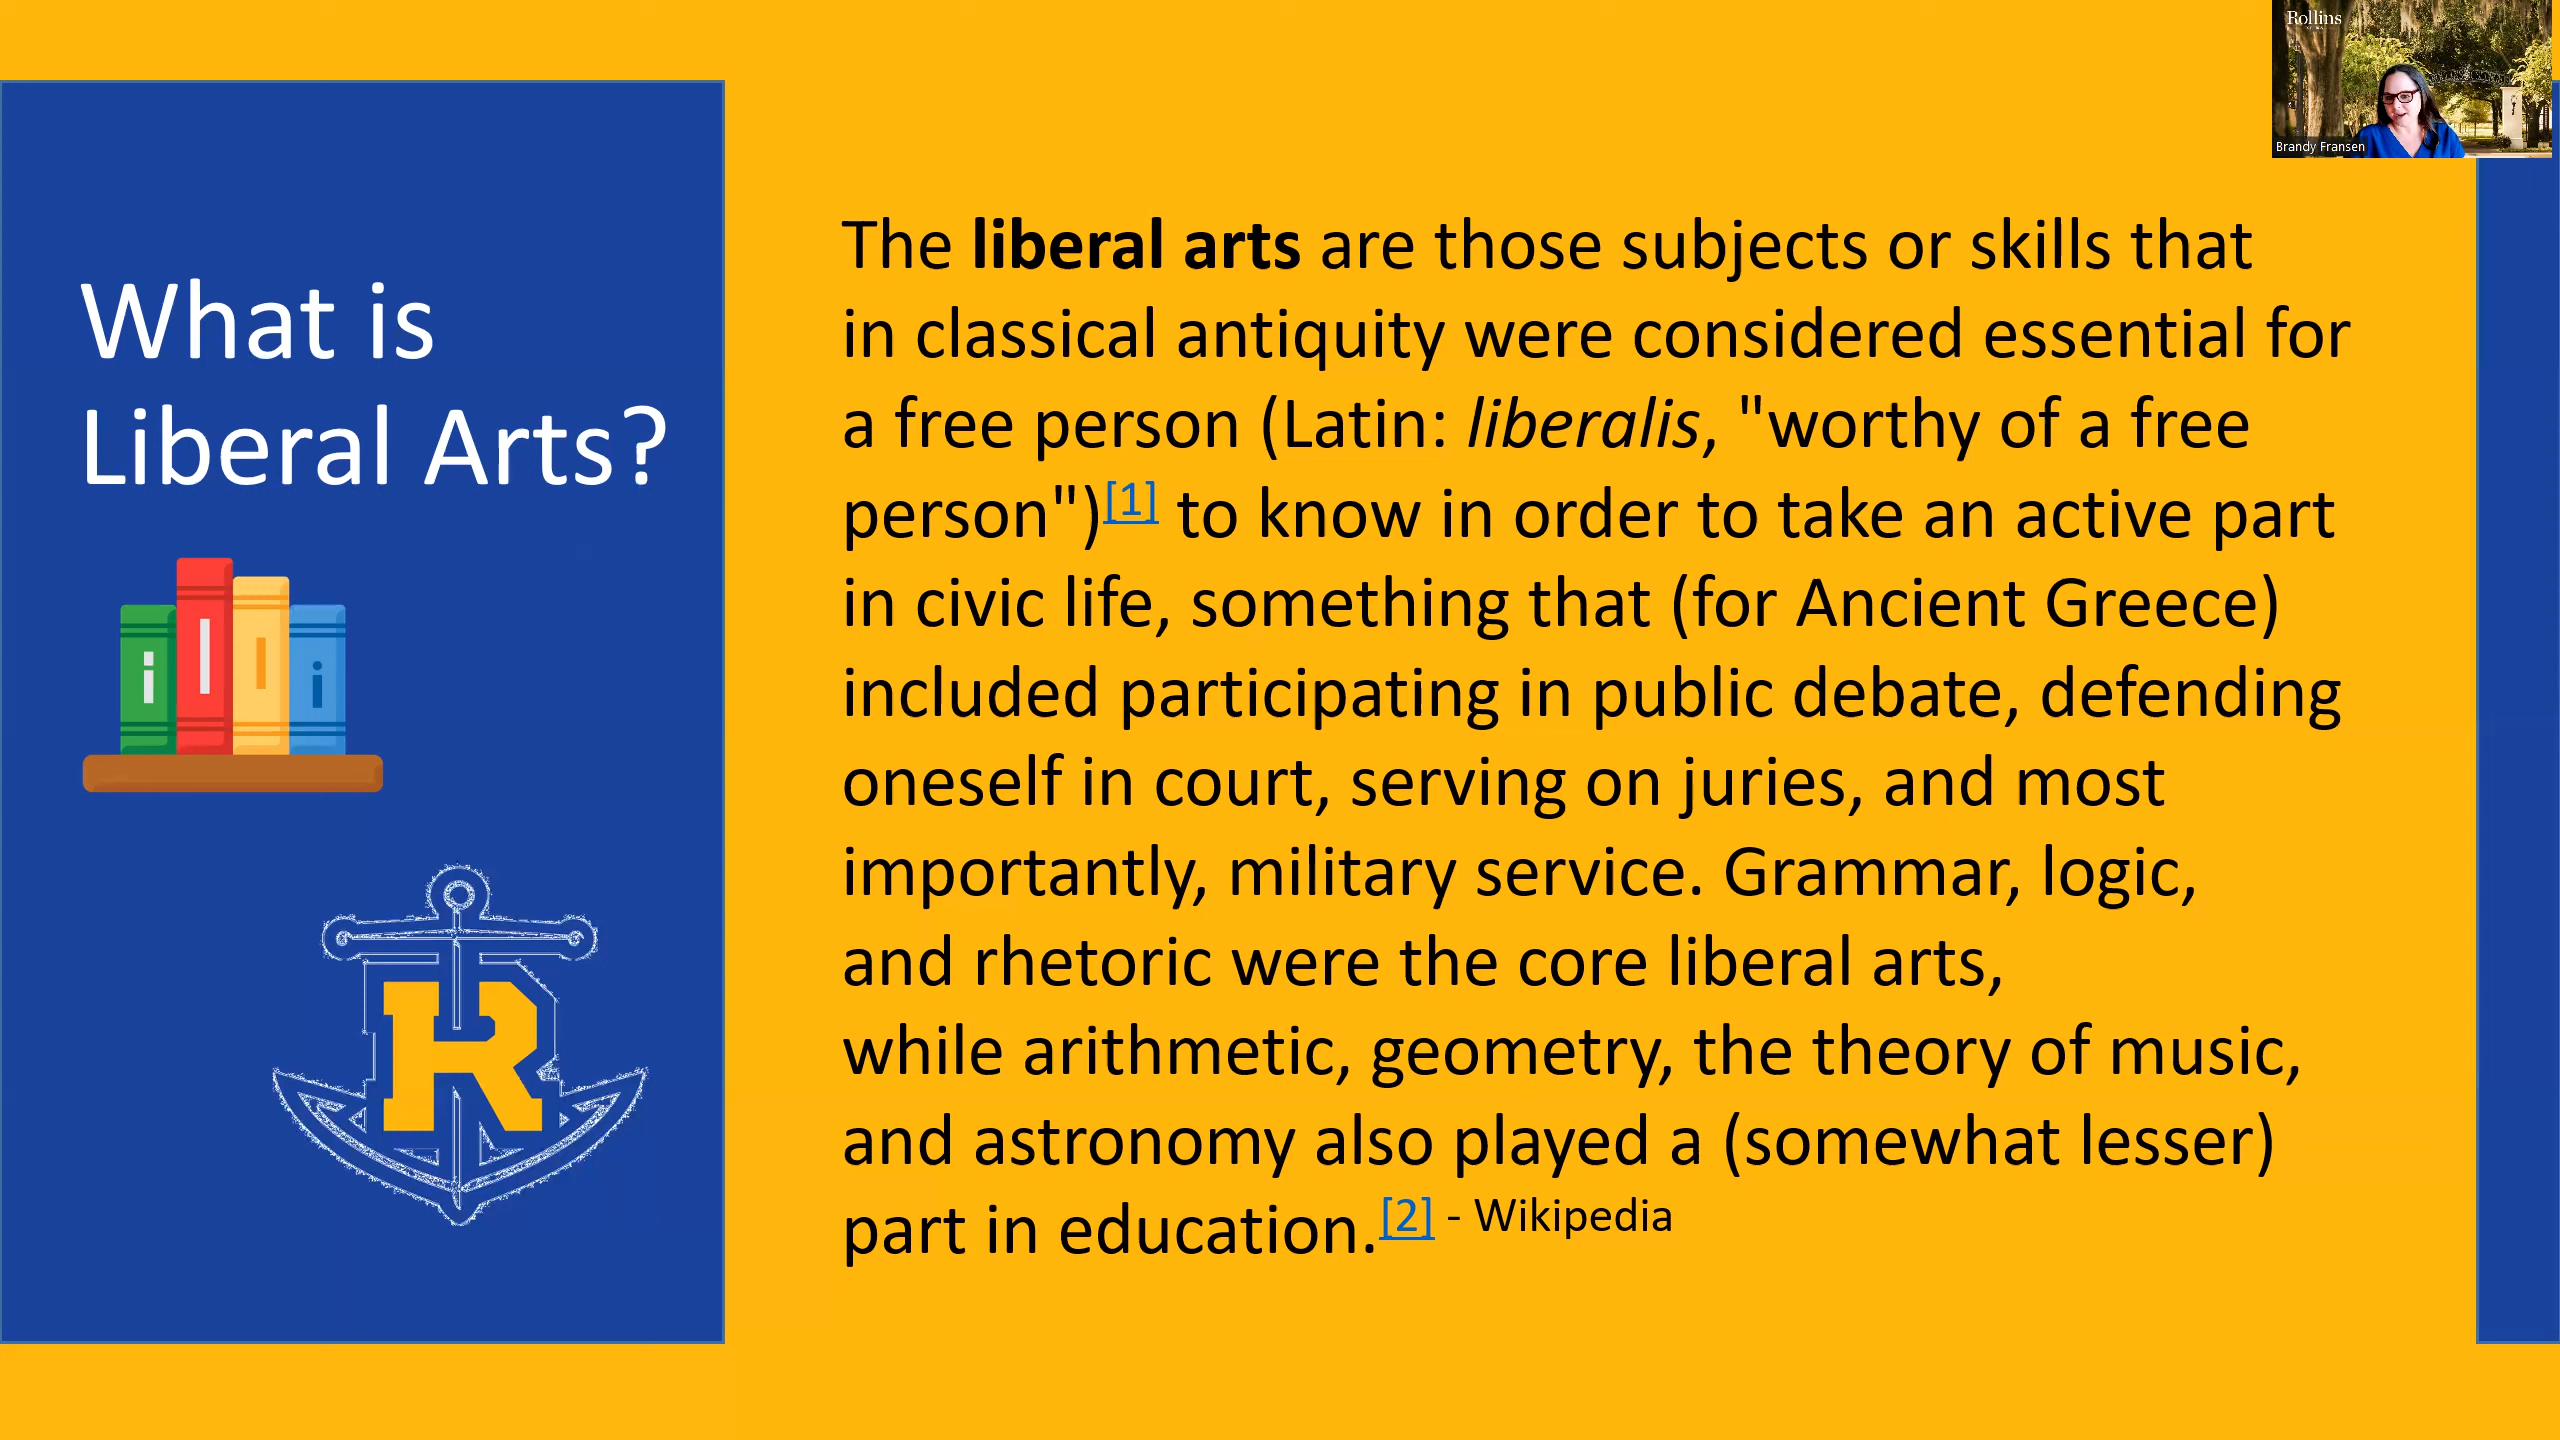 Rollins
Brandy Fransen
What is
Liberal Arts?
The liberal arts are those subjects or skills that
in classical antiquity were considered essential for
a free person (Latin: liberalis, "worthy of a free
person")[1] to know in order to take an active part
in civic life, something that (for Ancient Greece)
included participating in public debate, defending
oneself in court, serving on juries, and most
importantly, military service. Grammar, logic,
and rhetoric were the core liberal arts,
while arithmetic, geometry, the theory of music,
and astronomy also played a (somewhat lesser)
part in education.[2] - Wikipedia
R